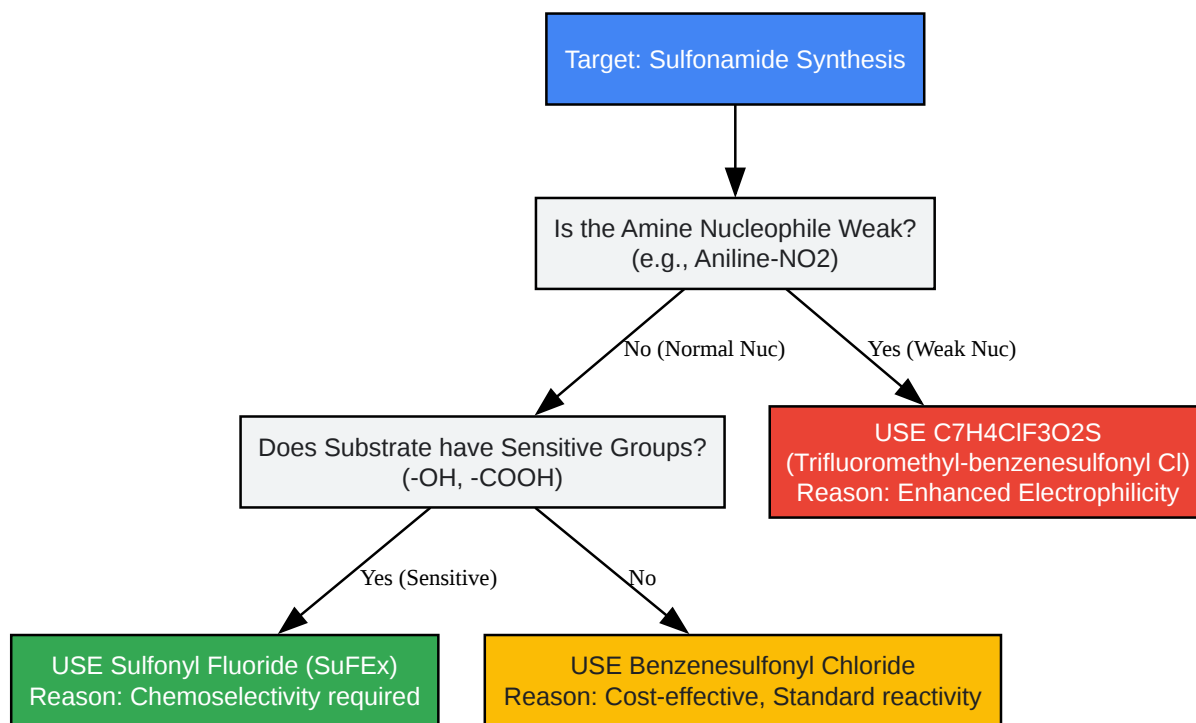 Target: Sulfonamide Synthesis
Is the Amine Nucleophile Weak?
(e.g., Aniline-NO2)
No (Normal Nuc)
Yes (Weak Nuc)
Does Substrate have Sensitive Groups?
(-OH, -COOH)
USE C7H4ClF3O2S
(Trifluoromethyl-benzenesulfonyl Cl)
Reason: Enhanced Electrophilicity
Yes (Sensitive)
No
USE Sulfonyl Fluoride (SuFEx)
Reason: Chemoselectivity required
USE Benzenesulfonyl Chloride
Reason: Cost-effective, Standard reactivity